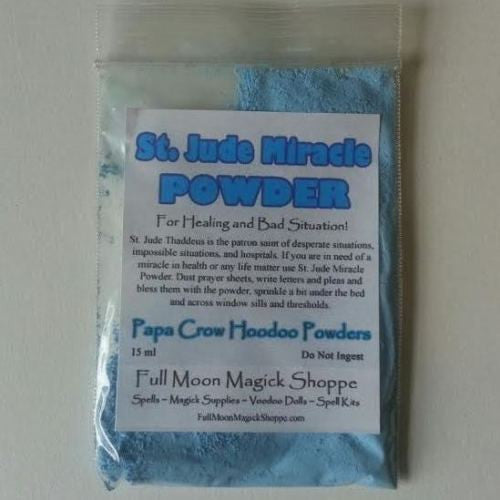 St. Jude Miracle
POWDER
For Healing and Bad Situation!
St. Jude Thaddeus is the patron saint of desperate situations,
impossible situations, and hospitals. If you are in need of a
miracle in health or any life matter use St. Jude Miracle
Powder. Dust prayer sheets, write letters and pleas and
bless them with the powder, sprinkle a bit under the bed
and across window sills and thresholds.
Papa Crow Hoodoo Powders
15 ml Do Not Ingest
Full Moon Magick Shoppe
Spells ~ Magick Supplies ~ Voodoo Dolls ~ Spell Kits
FullMoonMagickShoppe.com